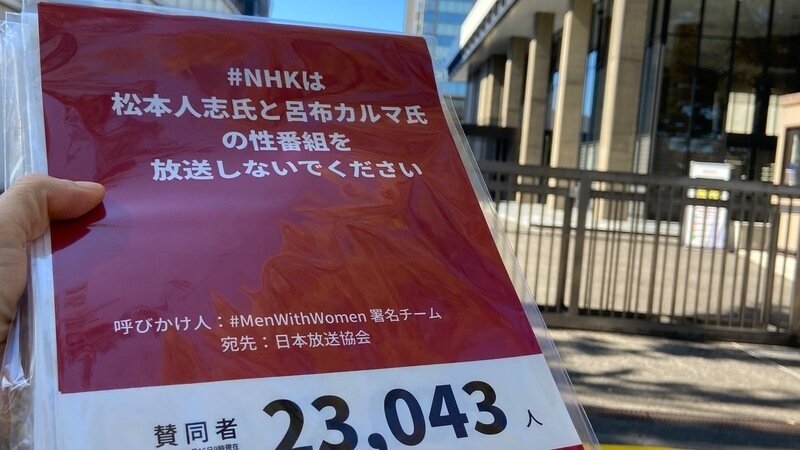 #NHKは
松本人志氏と呂布カルマ氏
の性番組を
放送しないでください
呼びかけ人：#MenWithWomen 署名チーム
宛先：日本放送協会
賛同者 23,043 人